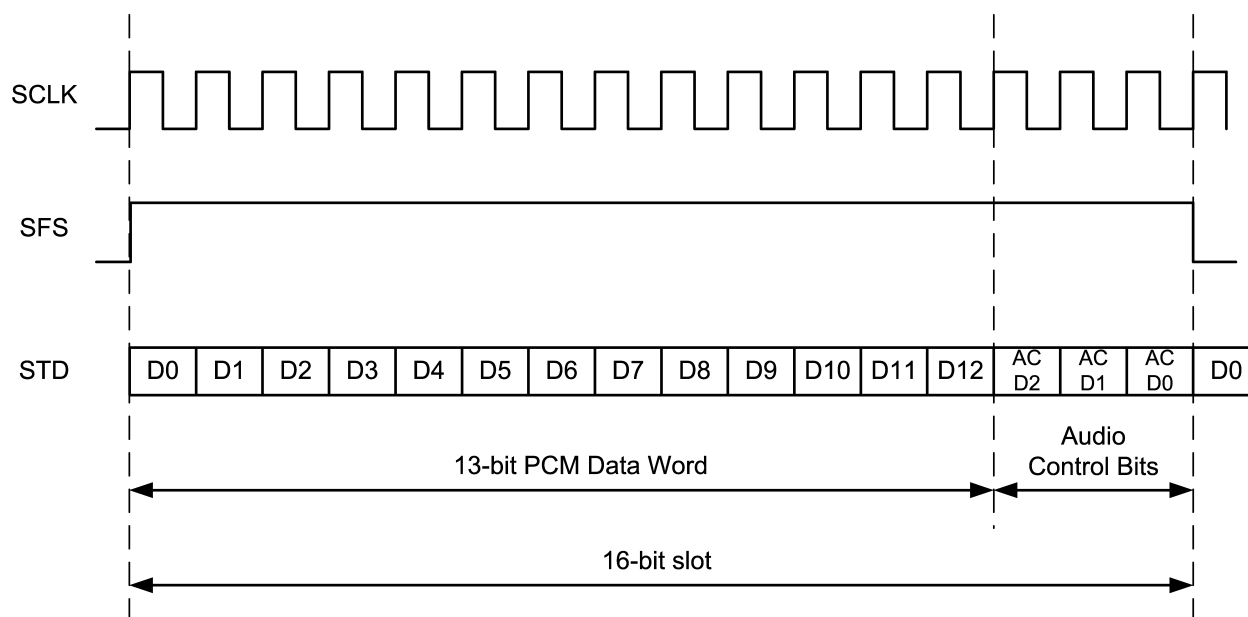 SCLK
SFS
STD
D0 D1 D2 D3 D4 D5 D6 D7 D8 D9 D10 D11 D12 AC D2 AC D1 AC D0 D0
13-bit PCM Data Word
Audio
Control Bits
16-bit slot